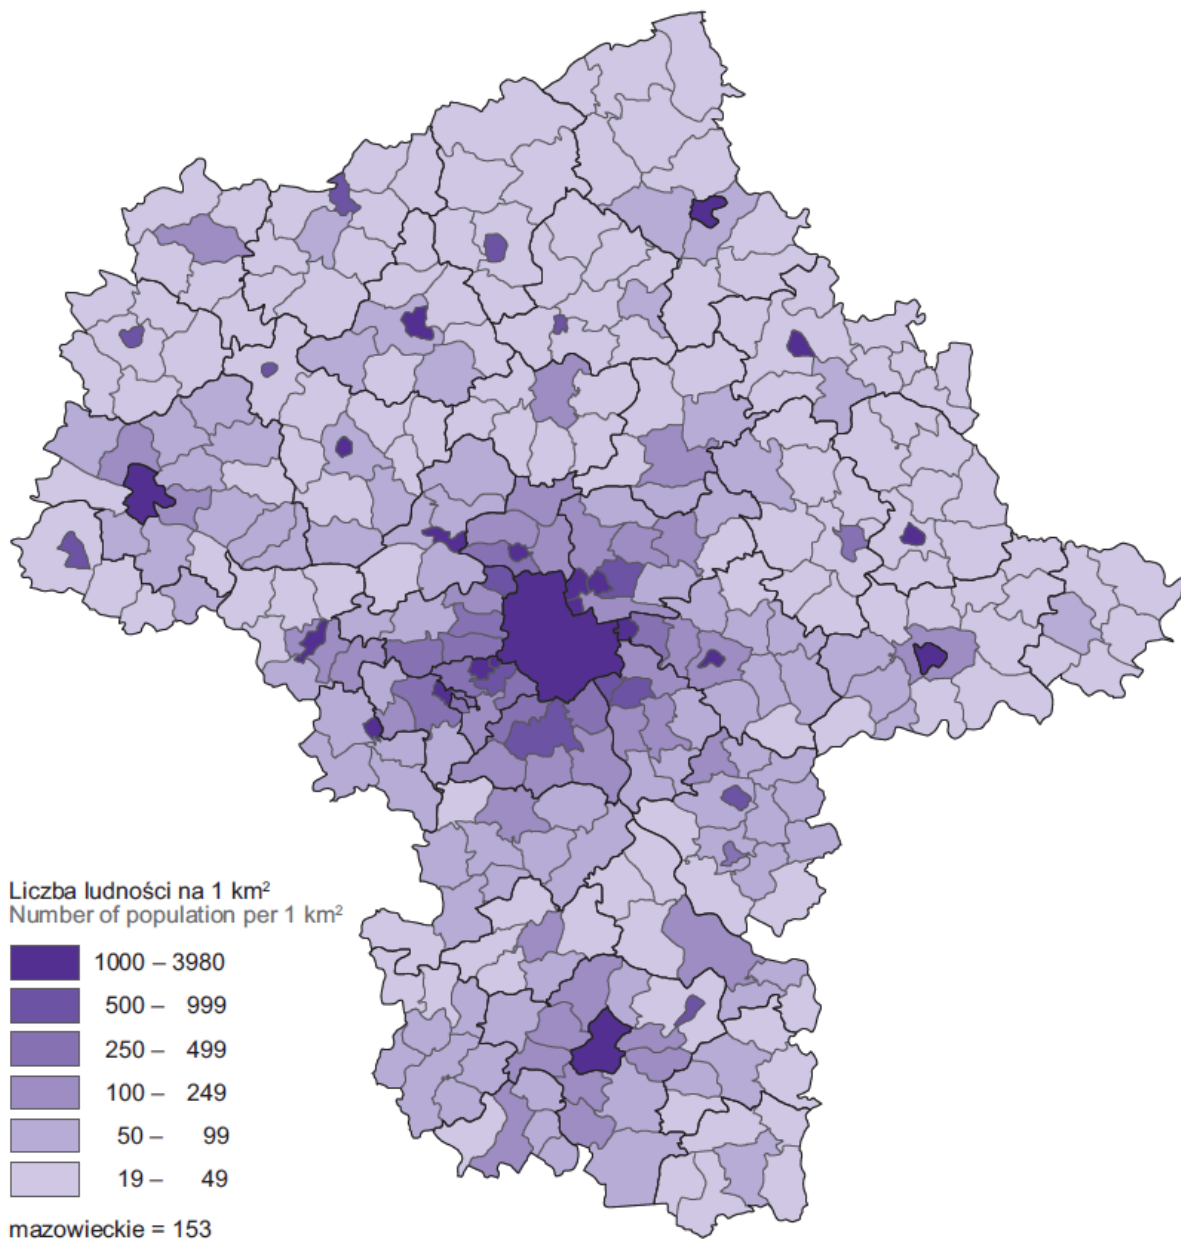 Liczba ludności na 1 km²
Number of population per 1 km²
1000 – 3980
500 – 999
250 – 499
100 – 249
50 – 99
19 – 49
mazowieckie = 153